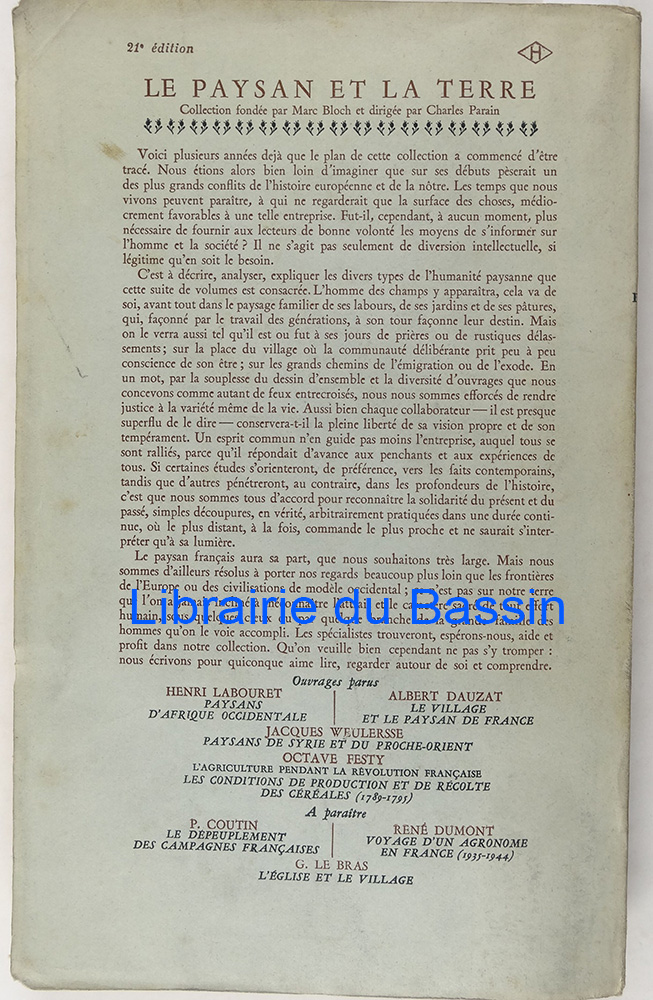 21e édition
H
LE PAYSAN ET LA TERRE
Collection fondée par Marc Bloch et dirigée par Charles Parain
Voici plusieurs années dejà que le plan de cette collection a commencé d'être
tracé. Nous étions alors bien loin d'imaginer que sur ses débuts pèserait un
des plus grands conflits de l'histoire européenne et de la nôtre. Les temps que nous
vivons peuvent paraître, à qui ne regarderait que la surface des choses, médio-
crement favorables à une telle entreprise. Fut-il, cependant, à aucun moment, plus
nécessaire de fournir aux lecteurs de bonne volonté les moyens de s'informer sur
l'homme et la société ? Il ne s'agit pas seulement de diversion intellectuelle, si
légitime qu'en soit le besoin.
C'est à décrire, analyser, expliquer les divers types de l'humanité paysanne que
cette suite de volumes est consacrée. L'homme des champs y apparaîtra, cela va de
soi, avant tout dans le paysage familier de ses labours, de ses jardins et de ses pâtures,
qui, façonné par le travail des générations, à son tour façonne leur destin. Mais
on le verra aussi tel qu'il est ou fut à ses jours de prières ou de rustiques délas-
sements ; sur la place du village où la communauté délibérante prit peu à peu
conscience de son être ; sur les grands chemins de l'émigration ou de l'exode. En
un mot, par la souplesse du dessin d'ensemble et la diversité d'ouvrages que nous
concevons comme autant de feux entrecroisés, nous nous sommes efforcés de rendre
justice à la variété même de la vie. Aussi bien chaque collaborateur — il est presque
superflu de le dire — conservera-t-il la pleine liberté de sa vision propre et de son
tempérament. Un esprit commun n'en guide pas moins l'entreprise, auquel tous se
sont ralliés, parce qu'il répondait d'avance aux penchants et aux expériences de
tous. Si certaines études s'orienteront, de préférence, vers les faits contemporains,
tandis que d'autres pénétreront, au contraire, dans les profondeurs de l'histoire,
c'est que nous sommes tous d'accord pour reconnaître la solidarité du présent et du
passé, simples découpures, en vérité, arbitrairement pratiquées dans une durée conti-
nue, où le plus distant, à la fois, commande le plus proche et ne saurait s'inter-
préter qu'à sa lumière.
Le paysan français aura sa part, que nous souhaitons très large. Mais nous
sommes d'ailleurs résolus à porter nos regards beaucoup plus loin que les frontières
de l'Europe ou des civilisations de modèle occidental ; ce n'est pas sur notre terre
que l'on a jamais
Librairie du Bassin
humain, sous quelques cieux ou par quelque branche de la grande famille des
hommes qu'on le voie accompli. Les spécialistes trouveront, espérons-nous, aide et
profit dans notre collection. Qu'on veuille bien cependant ne pas s'y tromper :
nous écrivons pour quiconque aime lire, regarder autour de soi et comprendre.
Ouvrages parus
HENRI LABOURET
PAYSANS
D'AFRIQUE OCCIDENTALE
ALBERT DAUZAT
LE VILLAGE
ET LE PAYSAN DE FRANCE
JACQUES WEULERSSE
PAYSANS DE SYRIE ET DU PROCHE-ORIENT
OCTAVE FESTY
L'AGRICULTURE PENDANT LA RÉVOLUTION FRANÇAISE
LES CONDITIONS DE PRODUCTION ET DE RÉCOLTE
DES CÉRÉALES (1789-1795)
A paraître
P. COUTIN
LE DÉPEUPLEMENT
DES CAMPAGNES FRANÇAISES
RENÉ DUMONT
VOYAGE D'UN AGRONOME
EN FRANCE (1935-1944)
G. LE BRAS
L'ÉGLISE ET LE VILLAGE